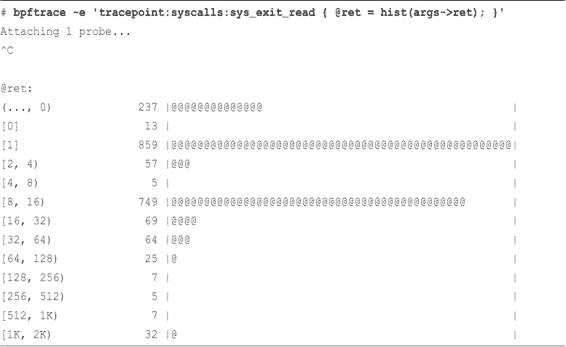 # bpftrace -e 'tracepoint:syscalls:sys_exit_read { @ret = hist(args->ret); }'
Attaching 1 probe...
^C
@ret:
(..., 0)             237 |@@@@@@@@@@@@@@                                      |
[0]                   13 |                                                    |
[1]                  859 |@@@@@@@@@@@@@@@@@@@@@@@@@@@@@@@@@@@@@@@@@@@@@@@@@@@@|
[2, 4)                57 |@@@                                                 |
[4, 8)                 5 |                                                    |
[8, 16)              749 |@@@@@@@@@@@@@@@@@@@@@@@@@@@@@@@@@@@@@@@@@@@@@       |
[16, 32)              69 |@@@@                                                |
[32, 64)              64 |@@@                                                 |
[64, 128)             25 |@                                                   |
[128, 256)             7 |                                                    |
[256, 512)             5 |                                                    |
[512, 1K)              7 |                                                    |
[1K, 2K)              32 |@                                                   |